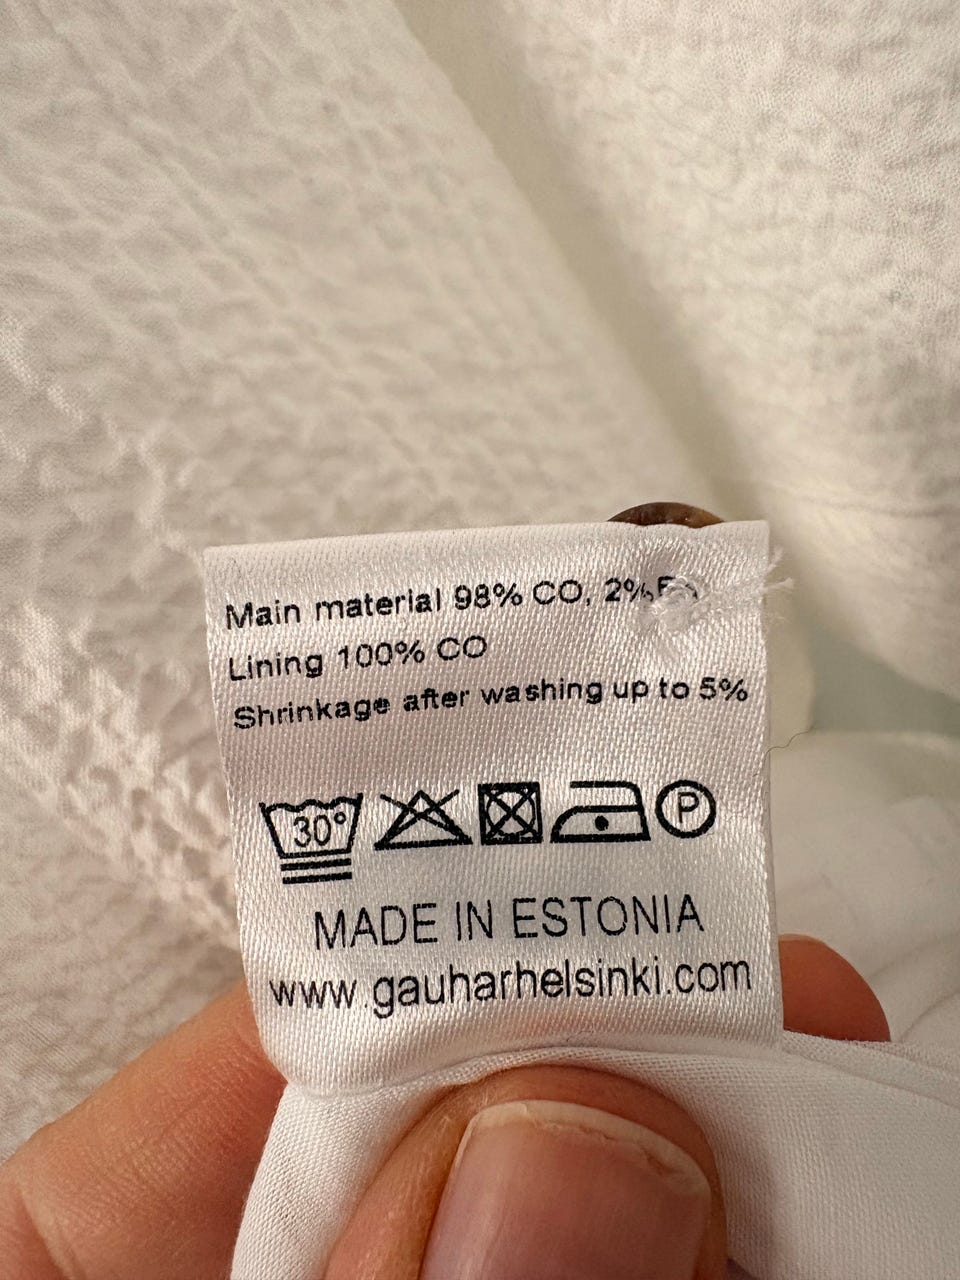 Main material 98% CO, 2%
Lining 100% CO
Shrinkage after washing up to 5%
30°
P
MADE IN ESTONIA
www.gauharhelsinki.com